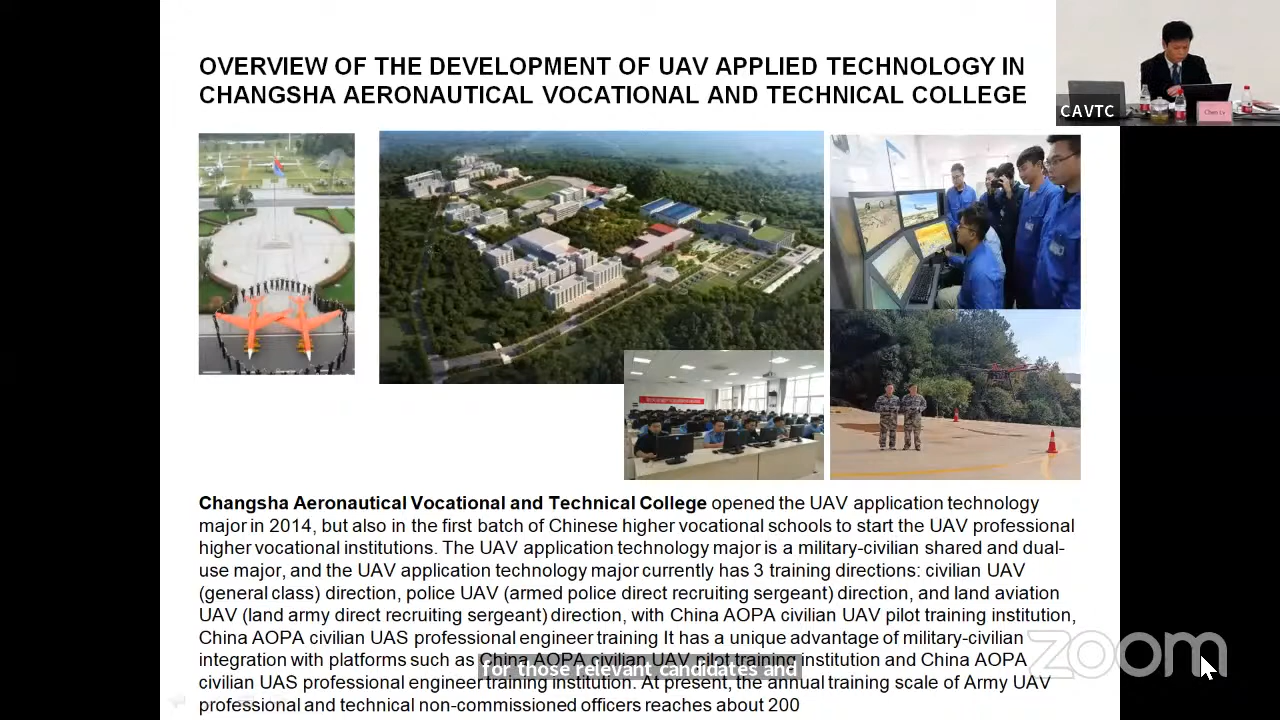 OVERVIEW OF THE DEVELOPMENT OF UAV APPLIED TECHNOLOGY IN
CHANGSHA AERONAUTICAL VOCATIONAL AND TECHNICAL COLLEGE
CAVTC
Chen Le
Changsha Aeronautical Vocational and Technical College opened the UAV application technology
major in 2014, but also in the first batch of Chinese higher vocational schools to start the UAV professional
higher vocational institutions. The UAV application technology major is a military-civilian shared and dual-
use major, and the UAV application technology major currently has 3 training directions: civilian UAV
(general class) direction, police UAV (armed police direct recruiting sergeant) direction, and land aviation
UAV (land army direct recruiting sergeant) direction, with China AOPA civilian UAV pilot training institution,
China AOPA civilian UAS professional engineer training It has a unique advantage of military-civilian
integration with platforms such as China AOPA civilian UAV pilot training institution and China AOPA
civilian UAS professional engineer training institution. At present, the annual training scale of Army UAV
professional and technical non-commissioned officers reaches about 200
for those relevant candidates and
zoom